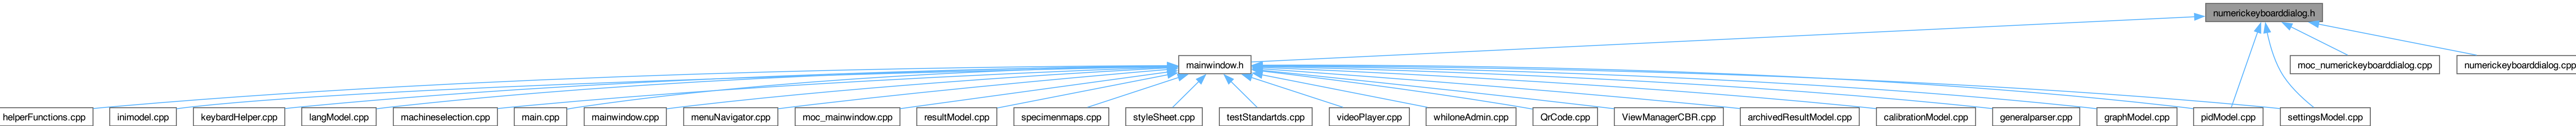 numerickeyboarddialog.h
mainwindow.h
moc_numerickeyboarddialog.cpp
numerickeyboarddialog.cpp
helperFunctions.cpp
inimodel.cpp
keybardHelper.cpp
langModel.cpp
machineselection.cpp
main.cpp
mainwindow.cpp
menuNavigator.cpp
moc_mainwindow.cpp
resultModel.cpp
specimenmaps.cpp
styleSheet.cpp
testStandartds.cpp
videoPlayer.cpp
whiloneAdmin.cpp
QrCode.cpp
ViewManagerCBR.cpp
archivedResultModel.cpp
calibrationModel.cpp
generalparser.cpp
graphModel.cpp
pidModel.cpp
settingsModel.cpp